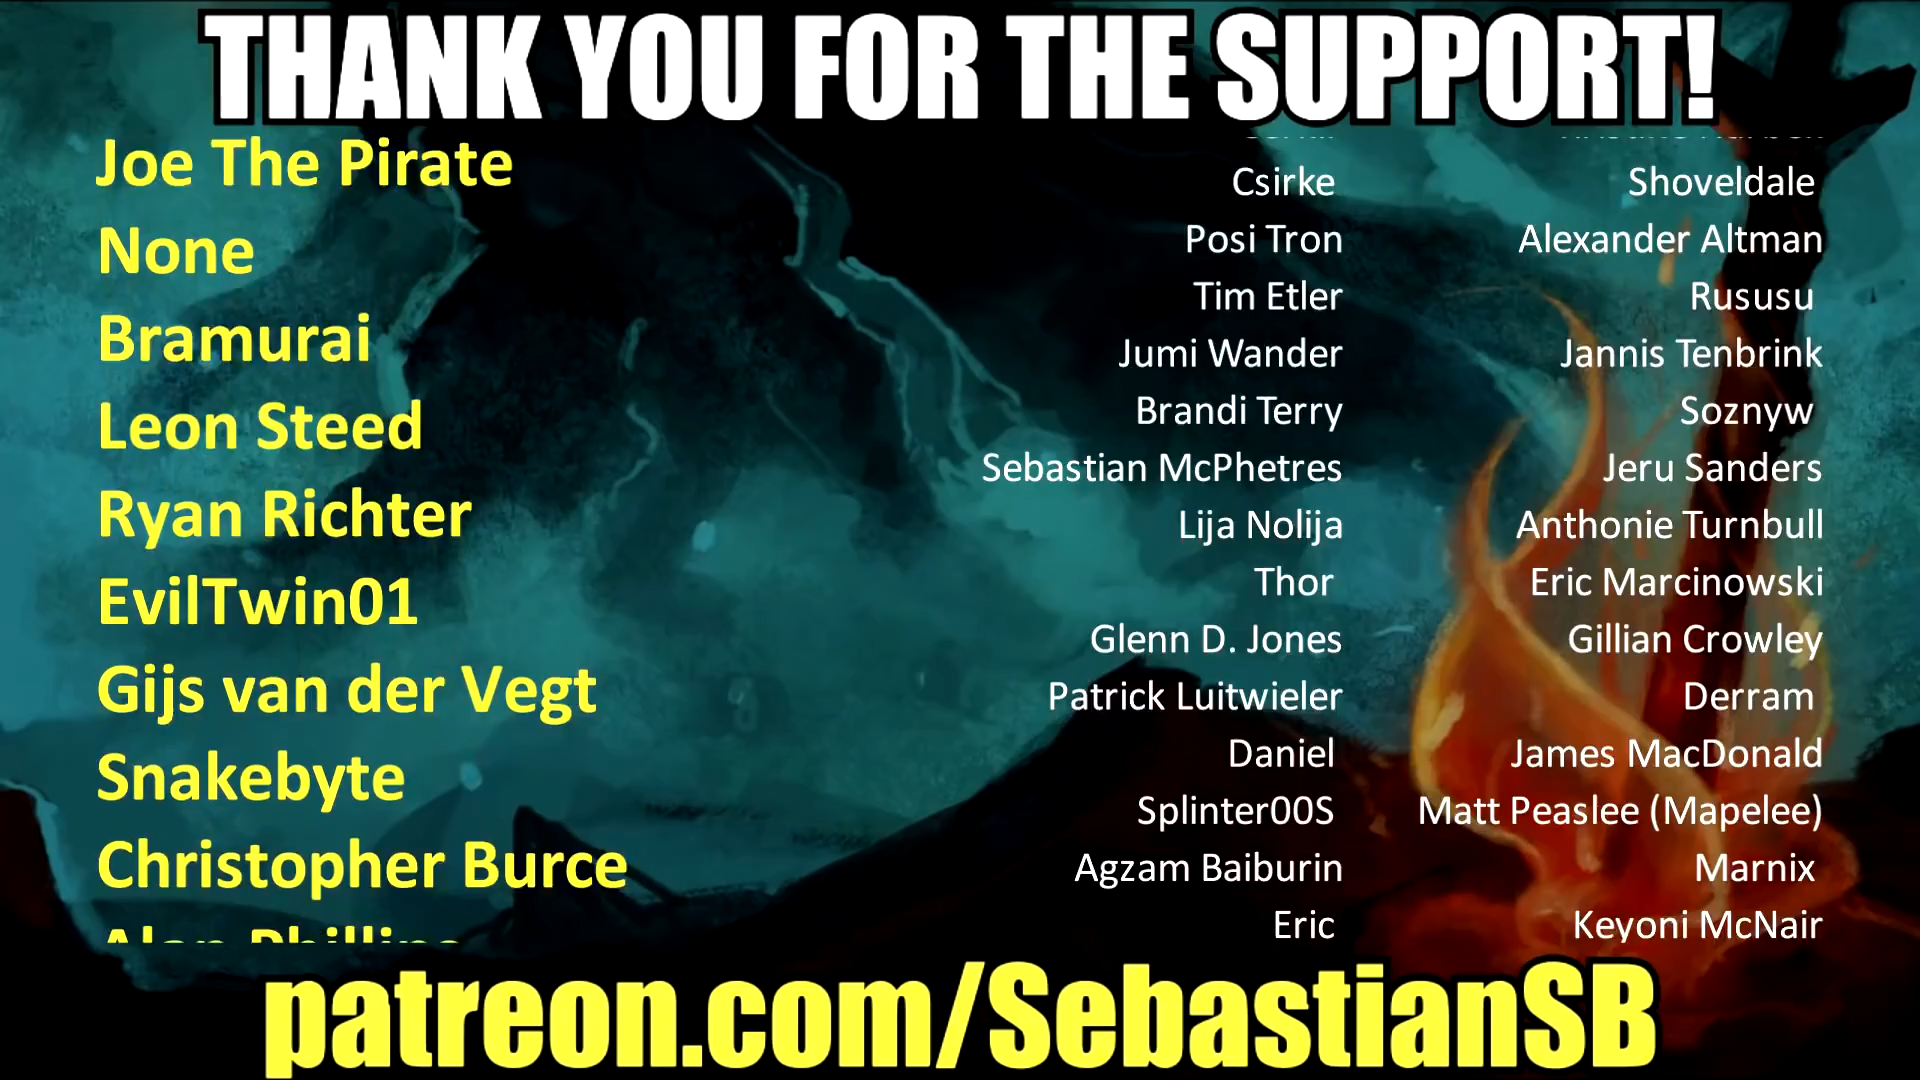 THANK YOU FOR THE SUPPORT!
Joe The Pirate
None
Bramurai
Leon Steed
Ryan Richter
EvilTwin01
Gijs van der Vegt
Snakebyte
Christopher Burce
Csirke
Posi Tron
Tim Etler
Jumi Wander
Brandi Terry
Sebastian McPhetres
Lija Nolija
Thor
Glenn D. Jones
Patrick Luitwieler
Daniel
Splinter00S
Agzam Baiburin
Eric
Shoveldale
Alexander Altman
Rususu
Jannis Tenbrink
Soznyw
Jeru Sanders
Anthonie Turnbull
Eric Marcinowski
Gillian Crowley
Derram
James MacDonald
Matt Peaslee (Mapelee)
Marnix
Keyoni McNair
patreon.com/SebastianSB